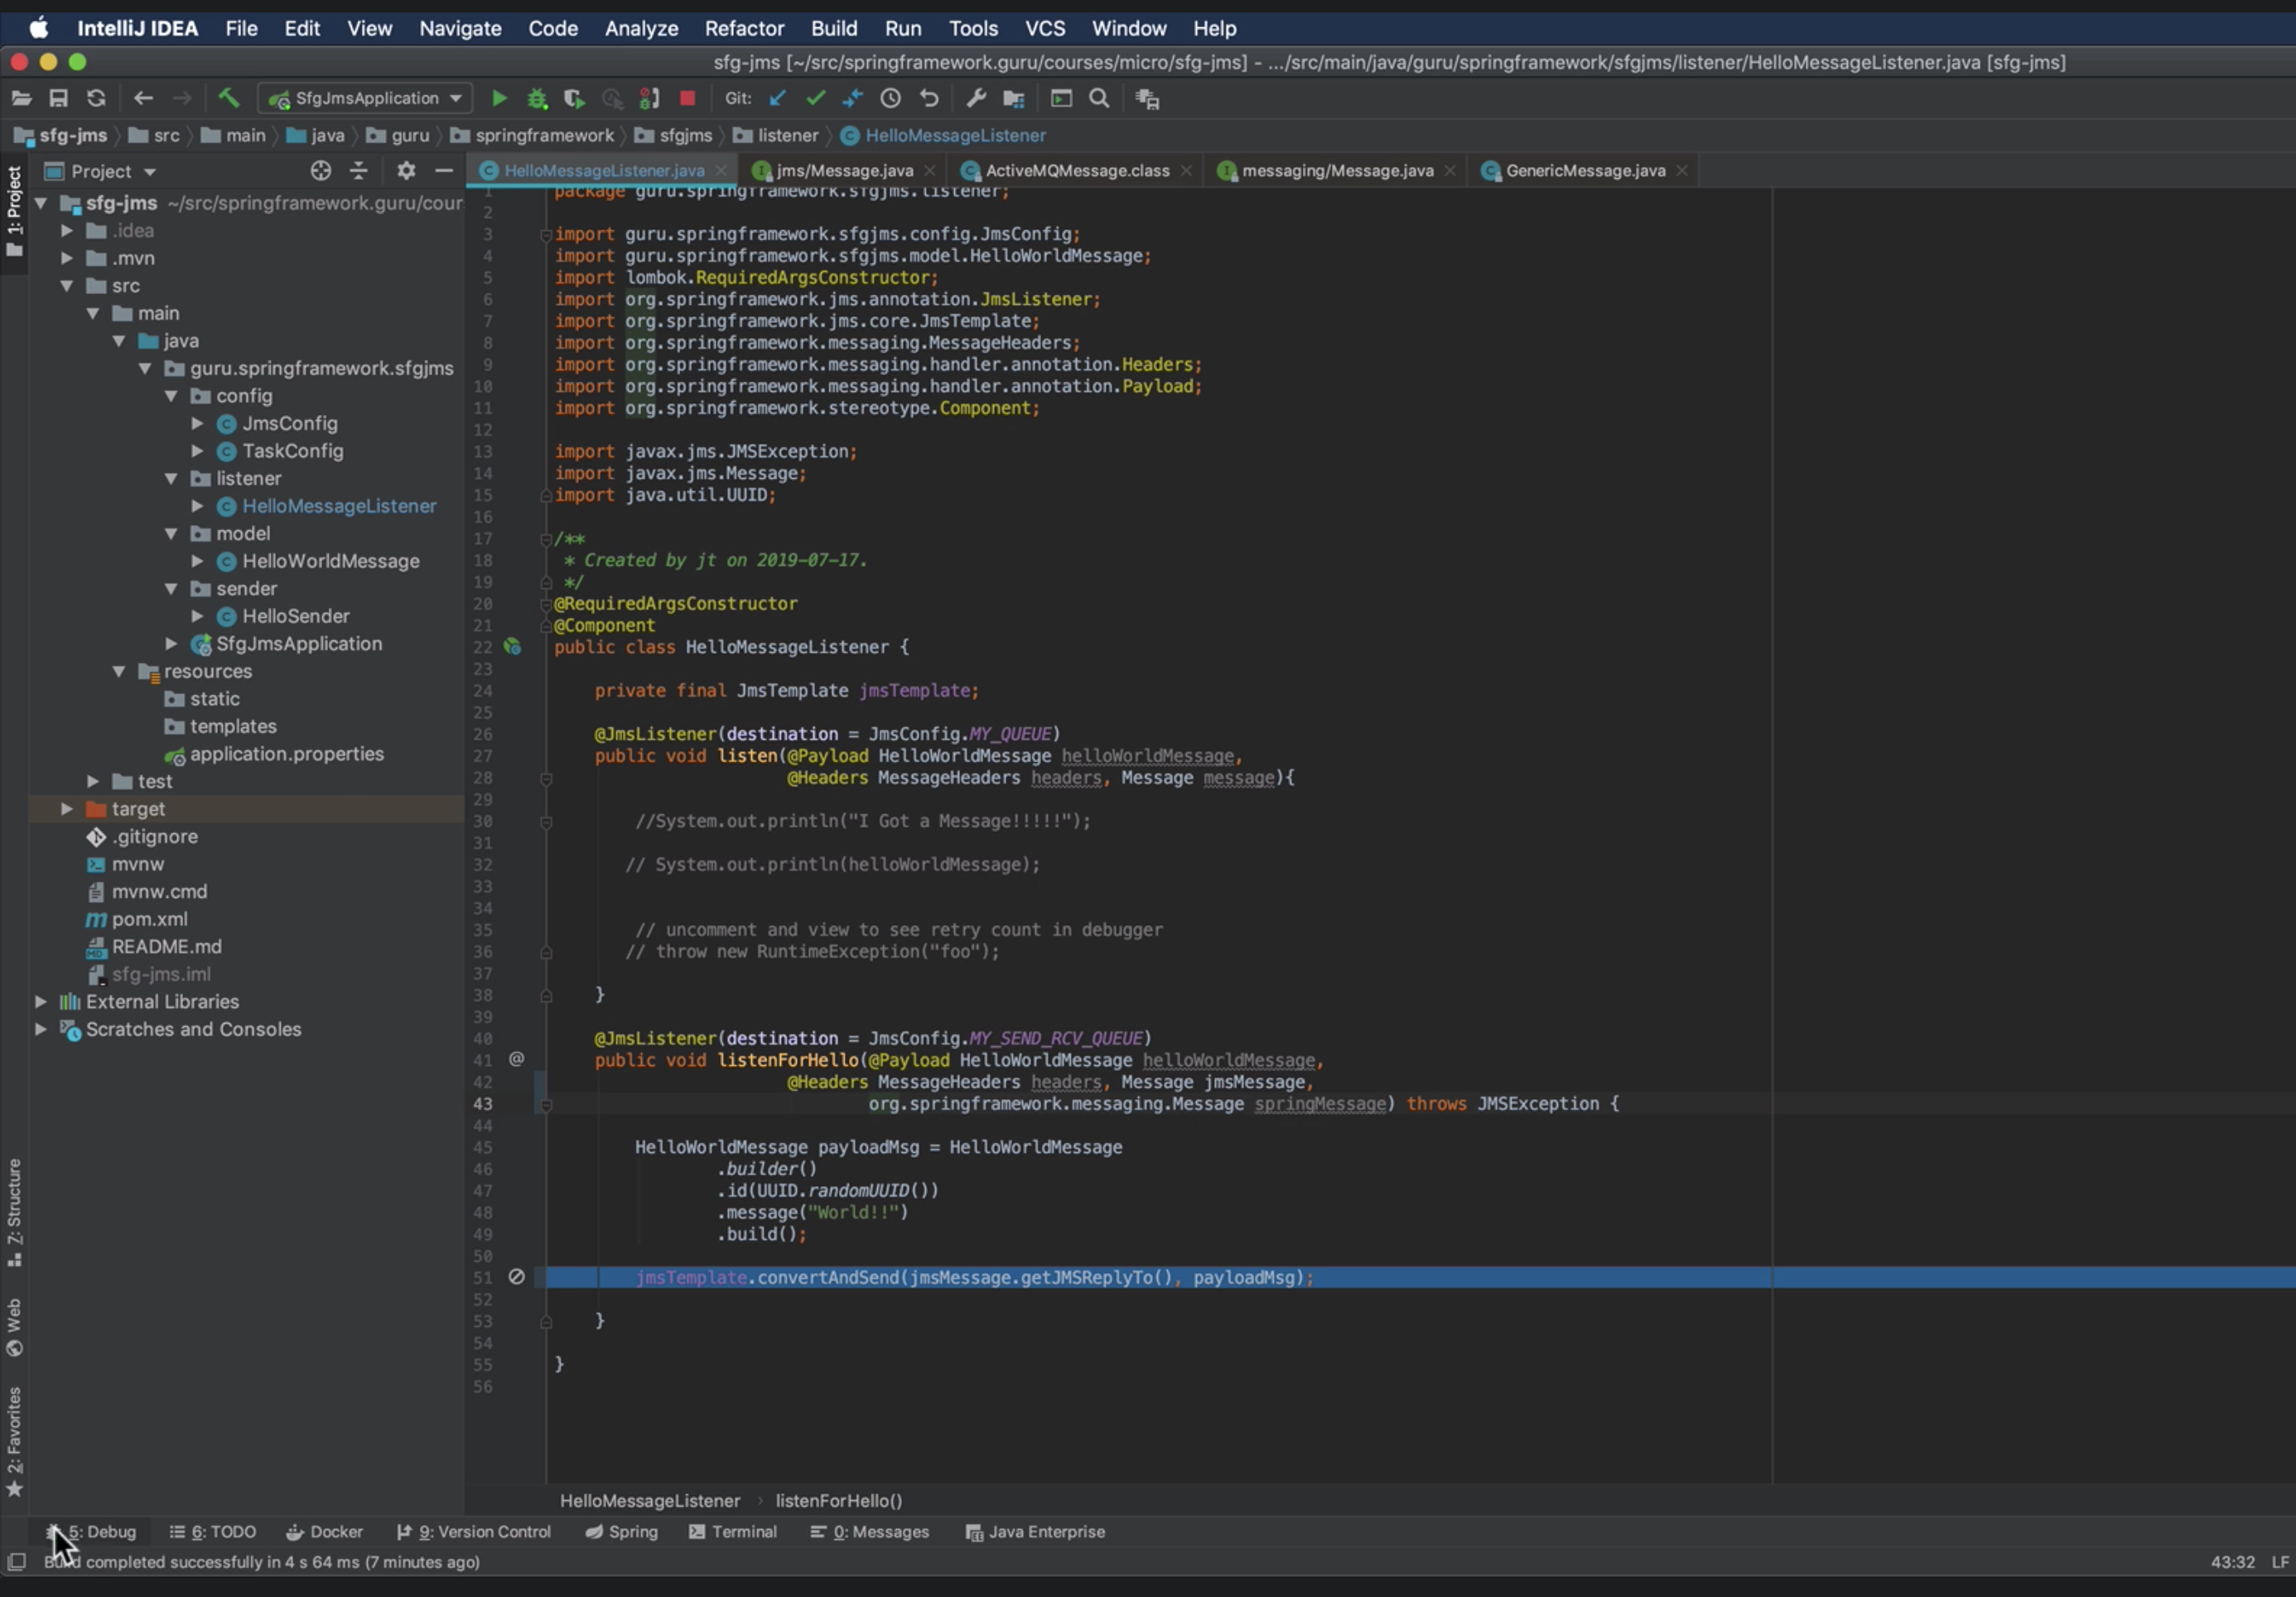 IntelliJ IDEA File Edit View Navigate Code Analyze Refactor Build Run Tools VCS Window Help
sfg-jms [~/src/springframework.guru/courses/micro/sfg-jms] - .../src/main/java/guru/springframework/sfgjms/listener/HelloMessageListener.java [sfg-jms]
SfgJmsApplication Git:
sfg-jms src main java guru springframework sfgjms listener HelloMessageListener
1: Project
Project
sfg-jms ~/src/springframework.guru/cour
.idea
.mvn
src
main
java
guru.springframework.sfgjms
config
JmsConfig
TaskConfig
listener
HelloMessageListener
model
HelloWorldMessage
sender
HelloSender
SfgJmsApplication
resources
static
templates
application.properties
test
target
.gitignore
mvnw
mvnw.cmd
pom.xml
README.md
sfg-jms.iml
External Libraries
Scratches and Consoles
7: Structure
Web
2: Favorites
HelloMessageListener.java jms/Message.java ActiveMQMessage.class messaging/Message.java GenericMessage.java
1 package guru.springframework.sfgjms.listener;
2
3 import guru.springframework.sfgjms.config.JmsConfig;
4 import guru.springframework.sfgjms.model.HelloWorldMessage;
5 import lombok.RequiredArgsConstructor;
6 import org.springframework.jms.annotation.JmsListener;
7 import org.springframework.jms.core.JmsTemplate;
8 import org.springframework.messaging.MessageHeaders;
9 import org.springframework.messaging.handler.annotation.Headers;
10 import org.springframework.messaging.handler.annotation.Payload;
11 import org.springframework.stereotype.Component;
12
13 import javax.jms.JMSException;
14 import javax.jms.Message;
15 import java.util.UUID;
16
17 /**
18 * Created by jt on 2019-07-17.
19 */
20 @RequiredArgsConstructor
21 @Component
22 public class HelloMessageListener {
23
24 private final JmsTemplate jmsTemplate;
25
26 @JmsListener(destination = JmsConfig.MY_QUEUE)
27 public void listen(@Payload HelloWorldMessage helloWorldMessage,
28 @Headers MessageHeaders headers, Message message){
29
30 //System.out.println("I Got a Message!!!!!");
31
32 // System.out.println(helloWorldMessage);
33
34
35 // uncomment and view to see retry count in debugger
36 // throw new RuntimeException("foo");
37
38 }
39
40 @JmsListener(destination = JmsConfig.MY_SEND_RCV_QUEUE)
41 @ public void listenForHello(@Payload HelloWorldMessage helloWorldMessage,
42 @Headers MessageHeaders headers, Message jmsMessage,
43 org.springframework.messaging.Message springMessage) throws JMSException {
44
45 HelloWorldMessage payloadMsg = HelloWorldMessage
46 .builder()
47 .id(UUID.randomUUID())
48 .message("World!!")
49 .build();
50
51 jmsTemplate.convertAndSend(jmsMessage.getJMSReplyTo(), payloadMsg);
52
53 }
54
55 }
56
HelloMessageListener › listenForHello()
5: Debug 6: TODO Docker 9: Version Control Spring Terminal 0: Messages Java Enterprise
Build completed successfully in 4 s 64 ms (7 minutes ago) 43:32 LF